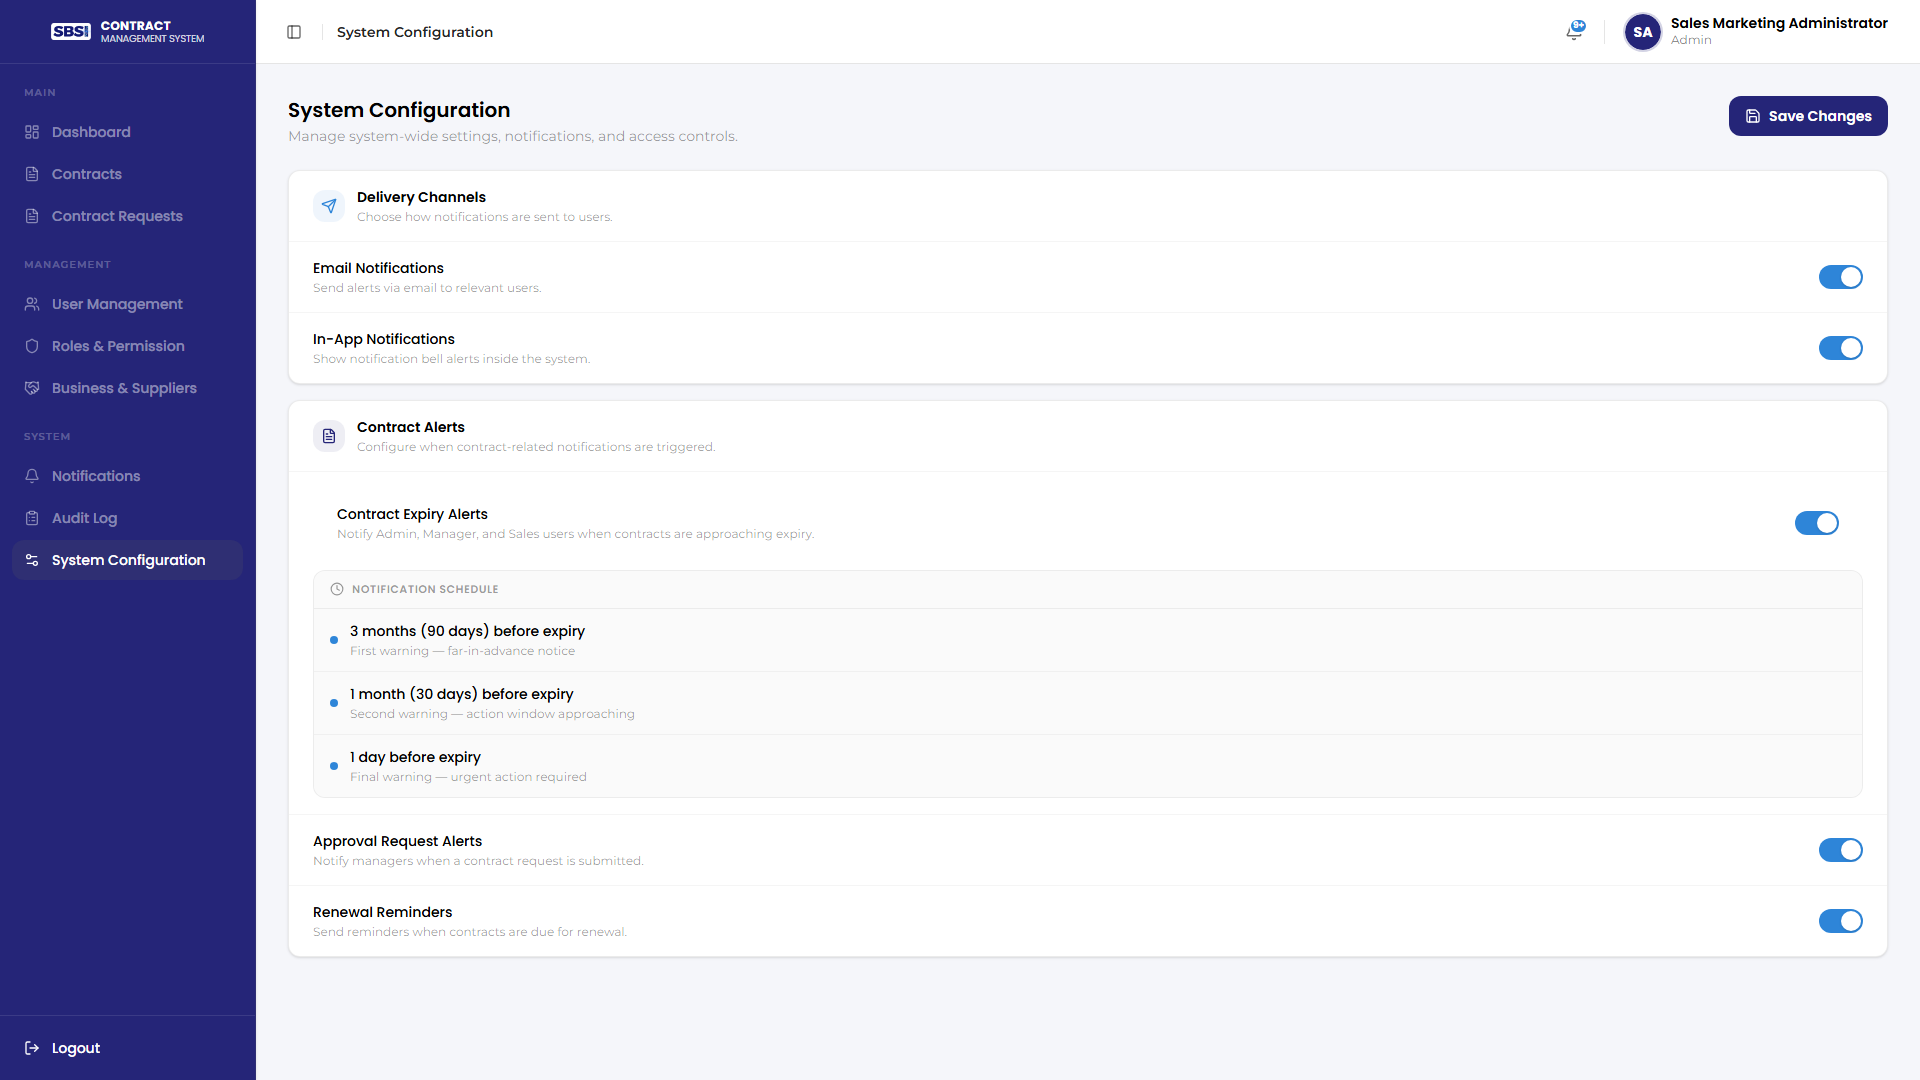 SBSI CONTRACT
MANAGEMENT SYSTEM
MAIN
Dashboard
Contracts
Contract Requests
MANAGEMENT
User Management
Roles & Permission
Business & Suppliers
SYSTEM
Notifications
Audit Log
System Configuration
Logout
System Configuration
9+
SA
Sales Marketing Administrator
Admin
System Configuration
Manage system-wide settings, notifications, and access controls.
Save Changes
Delivery Channels
Choose how notifications are sent to users.
Email Notifications
Send alerts via email to relevant users.
In-App Notifications
Show notification bell alerts inside the system.
Contract Alerts
Configure when contract-related notifications are triggered.
Contract Expiry Alerts
Notify Admin, Manager, and Sales users when contracts are approaching expiry.
NOTIFICATION SCHEDULE
3 months (90 days) before expiry
First warning — far-in-advance notice
1 month (30 days) before expiry
Second warning — action window approaching
1 day before expiry
Final warning — urgent action required
Approval Request Alerts
Notify managers when a contract request is submitted.
Renewal Reminders
Send reminders when contracts are due for renewal.